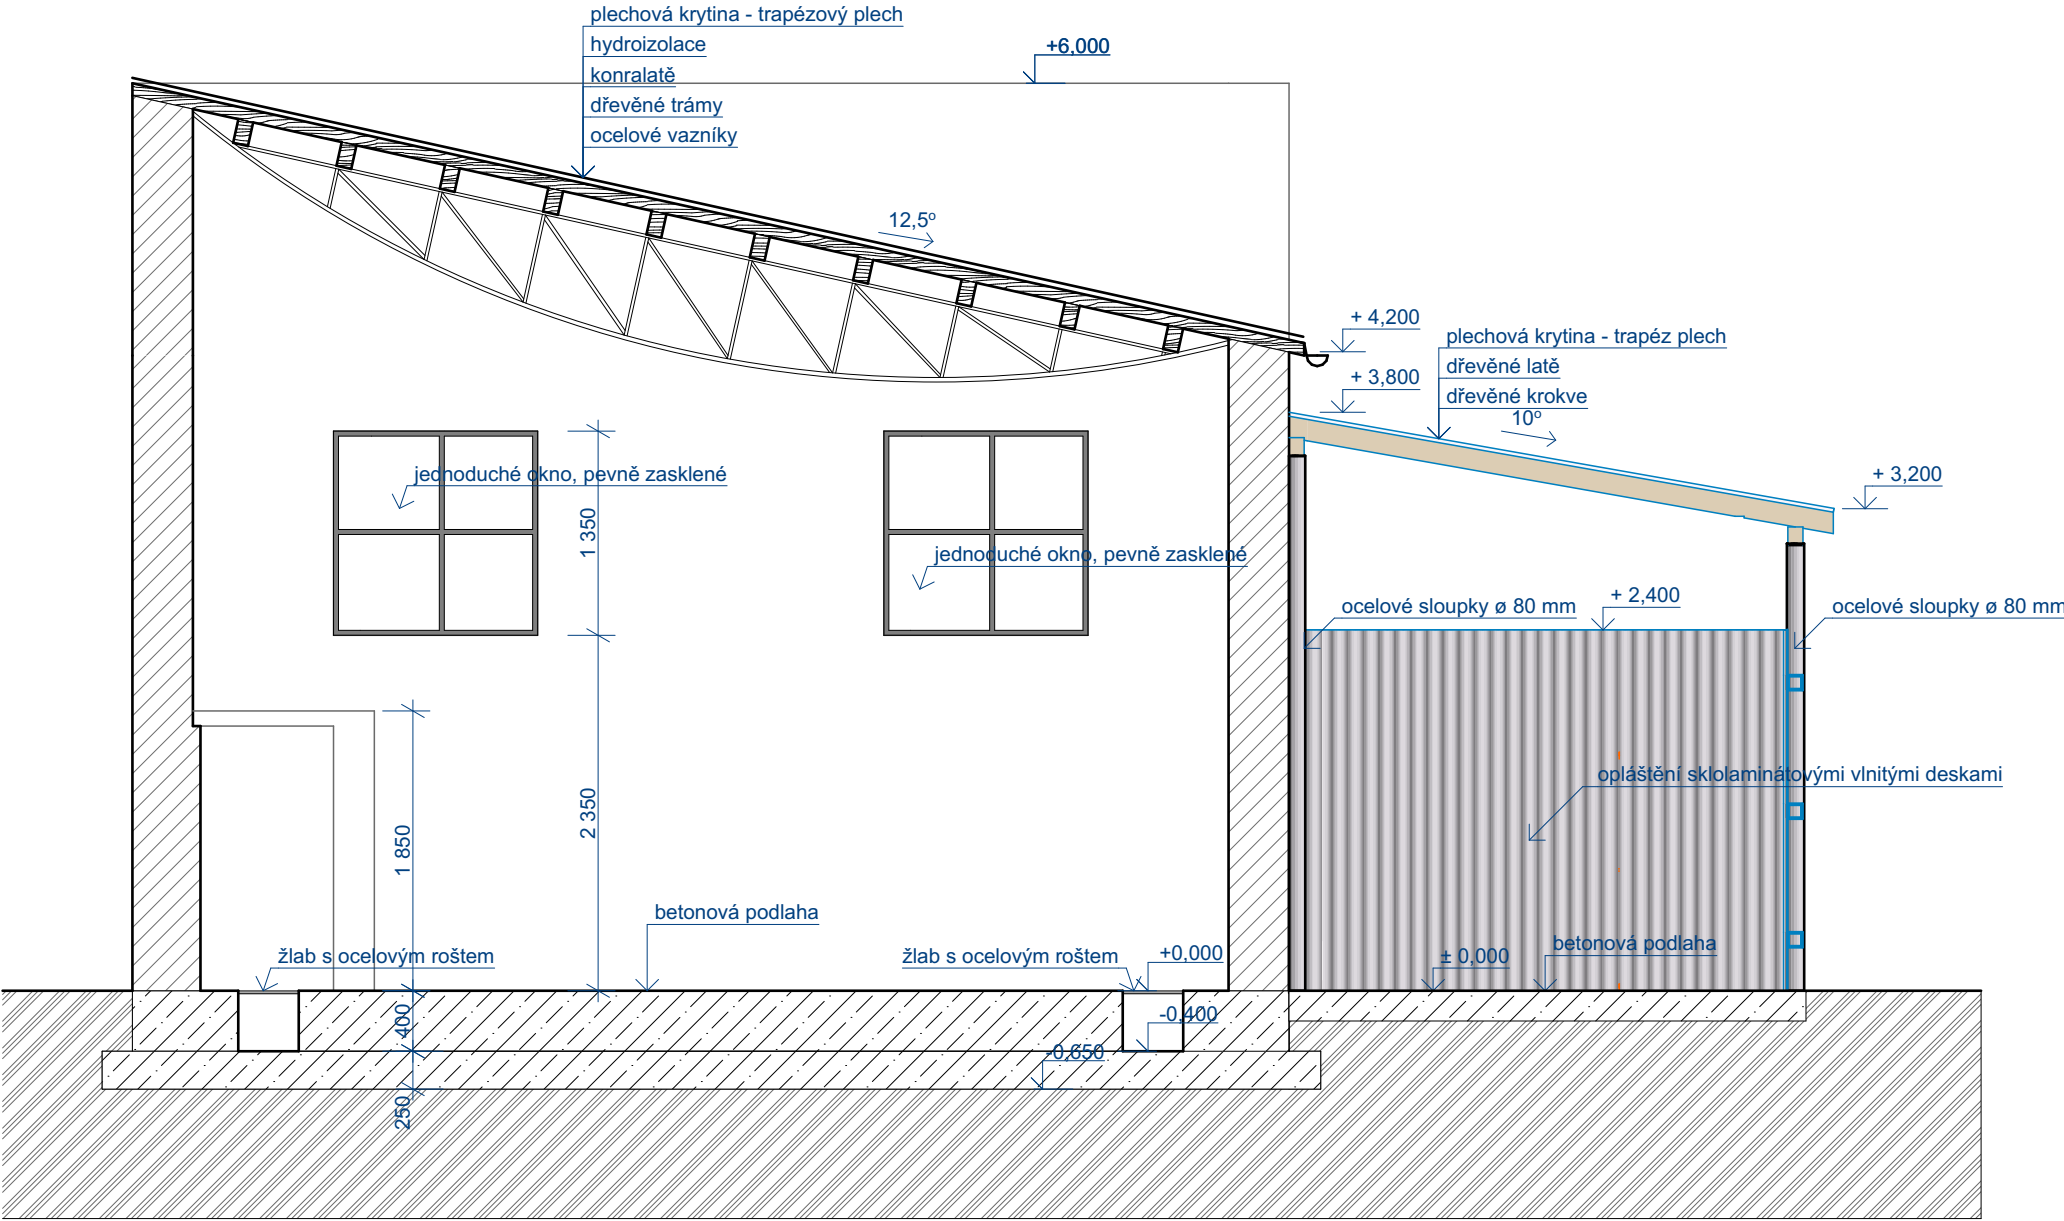 plechová krytina - trapézový plech
hydroizolace
konralatě
dřevěné trámy
ocelové vazníky
+6,000
12,5º
+ 4,200
plechová krytina - trapéz plech
dřevěné latě
dřevěné krokve
+ 3,800
10º
+ 3,200
jednoduché okno, pevně zasklené
1 350
jednoduché okno, pevně zasklené
ocelové sloupky ø 80 mm
+ 2,400
ocelové sloupky ø 80 mm
opláštění sklolaminátovými vlnitými deskami
2 350
1 850
betonová podlaha
žlab s ocelovým roštem
žlab s ocelovým roštem
+0,000
± 0,000
betonová podlaha
400
-0,400
-0,650
250